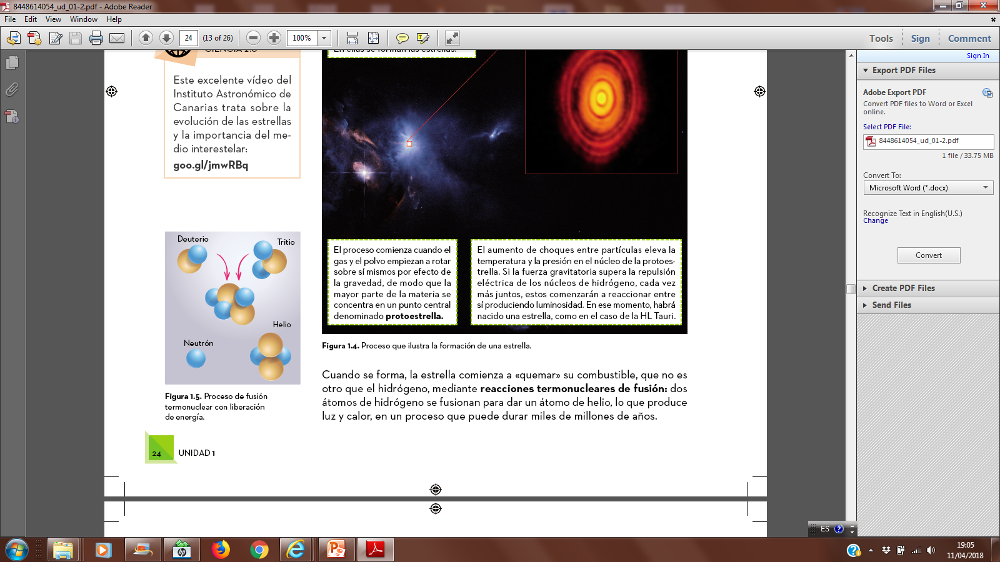 8448614054_ud_01-2.pdf - Adobe Reader
File Edit View Window Help
24 (13 of 26) 100%
Tools Sign Comment
Sign In
Export PDF Files
Adobe Export PDF
Convert PDF files to Word or Excel
online.
Select PDF File:
8448614054_ud_01-2.pdf
1 file / 33.75 MB
Convert To:
Microsoft Word (*.docx)
Recognize Text in English(U.S.)
Change
Convert
Create PDF Files
Send Files
CIENCIA 2.0
Este excelente vídeo del
Instituto Astronómico de
Canarias trata sobre la
evolución de las estrellas
y la importancia del me-
dio interestelar:
goo.gl/jmwRBq
En ellas se forman las estrellas.
El proceso comienza cuando el
gas y el polvo empiezan a rotar
sobre sí mismos por efecto de
la gravedad, de modo que la
mayor parte de la materia se
concentra en un punto central
denominado protoestrella.
El aumento de choques entre partículas eleva la
temperatura y la presión en el núcleo de la protoes-
trella. Si la fuerza gravitatoria supera la repulsión
eléctrica de los núcleos de hidrógeno, cada vez
más juntos, estos comenzarán a reaccionar entre
sí produciendo luminosidad. En ese momento, habrá
nacido una estrella, como en el caso de la HL Tauri.
Figura 1.4. Proceso que ilustra la formación de una estrella.
Deuterio
Tritio
Helio
Neutrón
Figura 1.5. Proceso de fusión
termonuclear con liberación
de energía.
Cuando se forma, la estrella comienza a «quemar» su combustible, que no es
otro que el hidrógeno, mediante reacciones termonucleares de fusión: dos
átomos de hidrógeno se fusionan para dar un átomo de helio, lo que produce
luz y calor, en un proceso que puede durar miles de millones de años.
24 UNIDAD 1
ES
19:05
11/04/2018